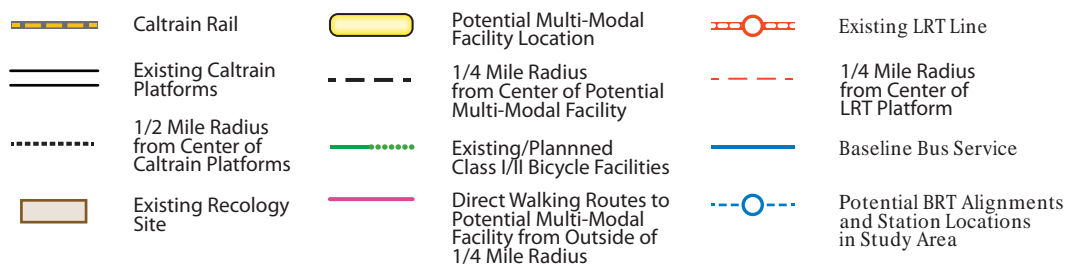 Caltrain Rail
Existing Caltrain
Platforms
1/2 Mile Radius
from Center of
Caltrain Platforms
Existing Recology
Site
Potential Multi-Modal
Facility Location
1/4 Mile Radius
from Center of Potential
Multi-Modal Facility
Existing/Plannned
Class I/II Bicycle Facilities
Direct Walking Routes to
Potential Multi-Modal
Facility from Outside of
1/4 Mile Radius
Existing LRT Line
1/4 Mile Radius
from Center of
LRT Platform
Baseline Bus Service
Potential BRT Alignments
and Station Locations
in Study Area